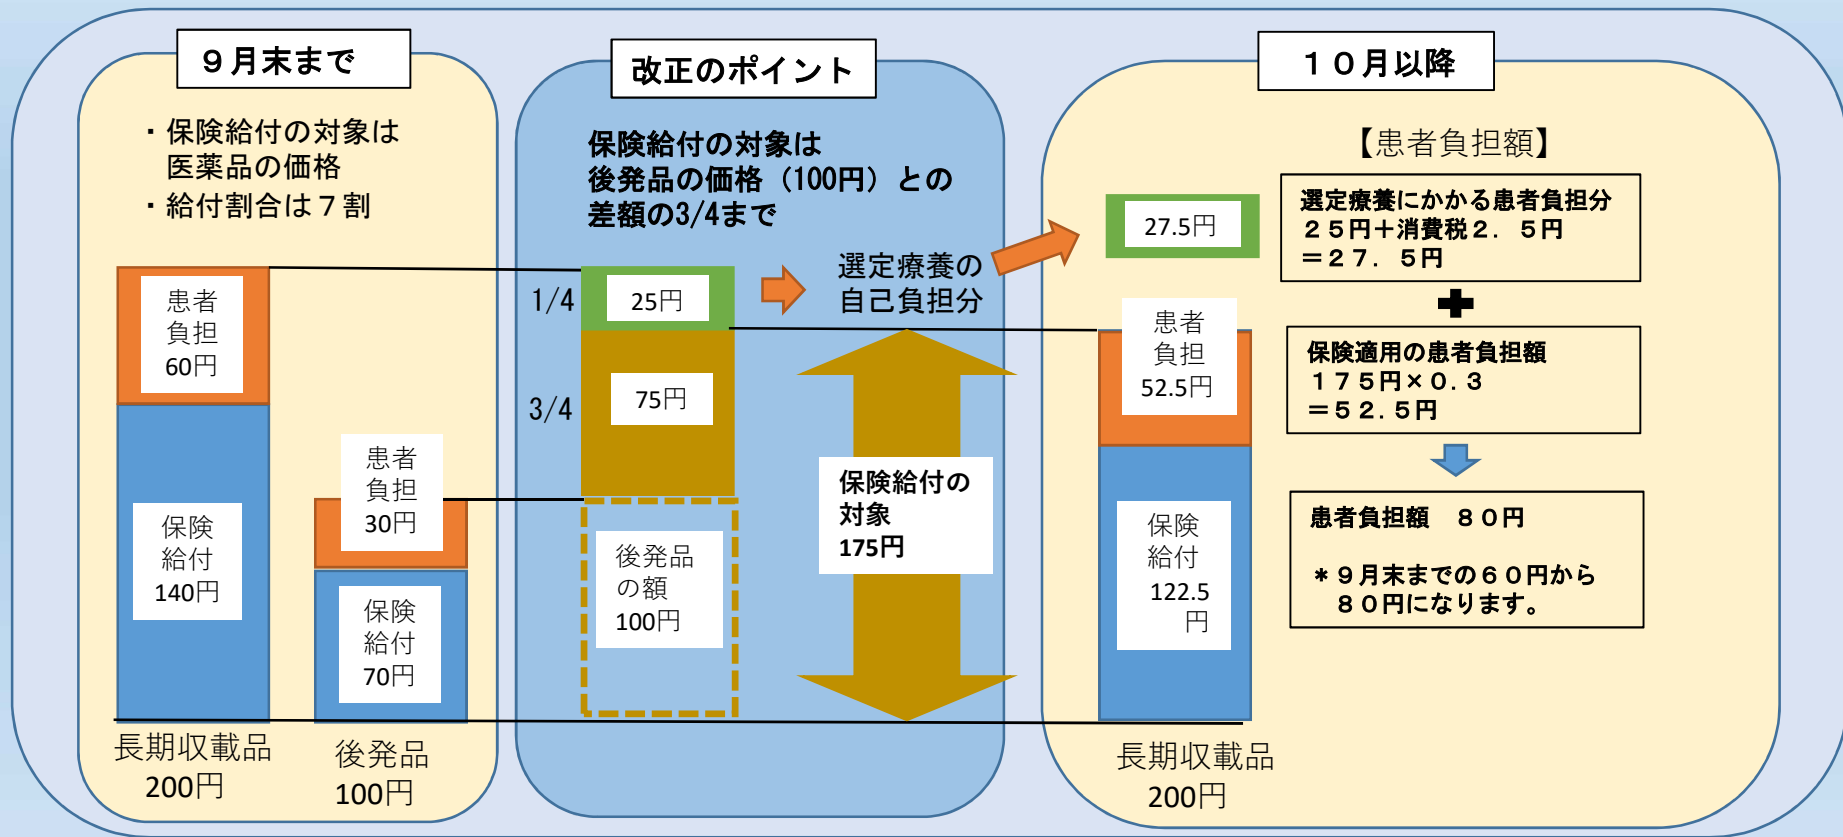 ９月末まで
・保険給付の対象は
医薬品の価格
・給付割合は７割
患者
負担
60円
保険
給付
140円
長期収載品
200円
患者
負担
30円
保険
給付
70円
後発品
100円
改正のポイント
保険給付の対象は
後発品の価格（100円）との
差額の3/4まで
1/4
25円
選定療養の
自己負担分
3/4
75円
後発品
の額
100円
保険給付の
対象
175円
１０月以降
【患者負担額】
27.5円
選定療養にかかる患者負担分
２５円＋消費税２．５円
＝２７．５円
患者
負担
52.5円
保険適用の患者負担額
１７５円×０.３
＝５２.５円
保険
給付
122.5
円
患者負担額　８０円
＊９月末までの６０円から
８０円になります。
長期収載品
200円